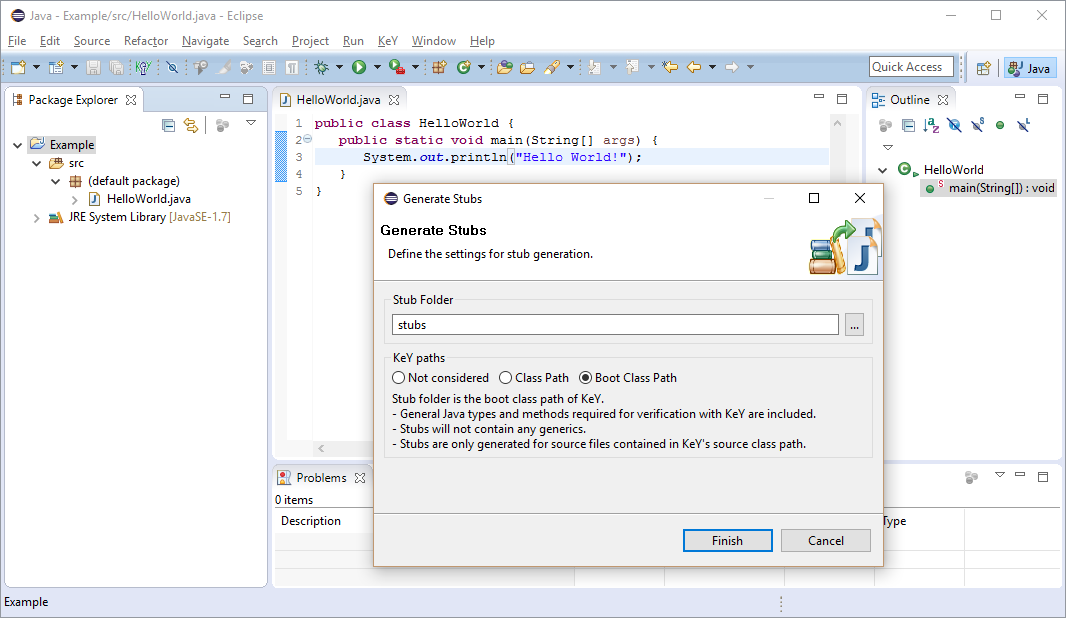 Java - Example/src/HelloWorld.java - Eclipse
File Edit Source Refactor Navigate Search Project Run KeY Window Help
Quick Access
Java
Package Explorer
Example
src
(default package)
HelloWorld.java
JRE System Library [JavaSE-1.7]
HelloWorld.java
1 public class HelloWorld {
2 public static void main(String[] args) {
3 System.out.println("Hello World!");
4 }
5 }
Outline
HelloWorld
main(String[]) : void
Generate Stubs
Generate Stubs
Define the settings for stub generation.
Stub Folder
stubs
...
KeY paths
Not considered Class Path Boot Class Path
Stub folder is the boot class path of KeY.
- General Java types and methods required for verification with KeY are included.
- Stubs will not contain any generics.
- Stubs are only generated for source files contained in KeY's source class path.
Finish Cancel
Problems
0 items
Description
Type
Example